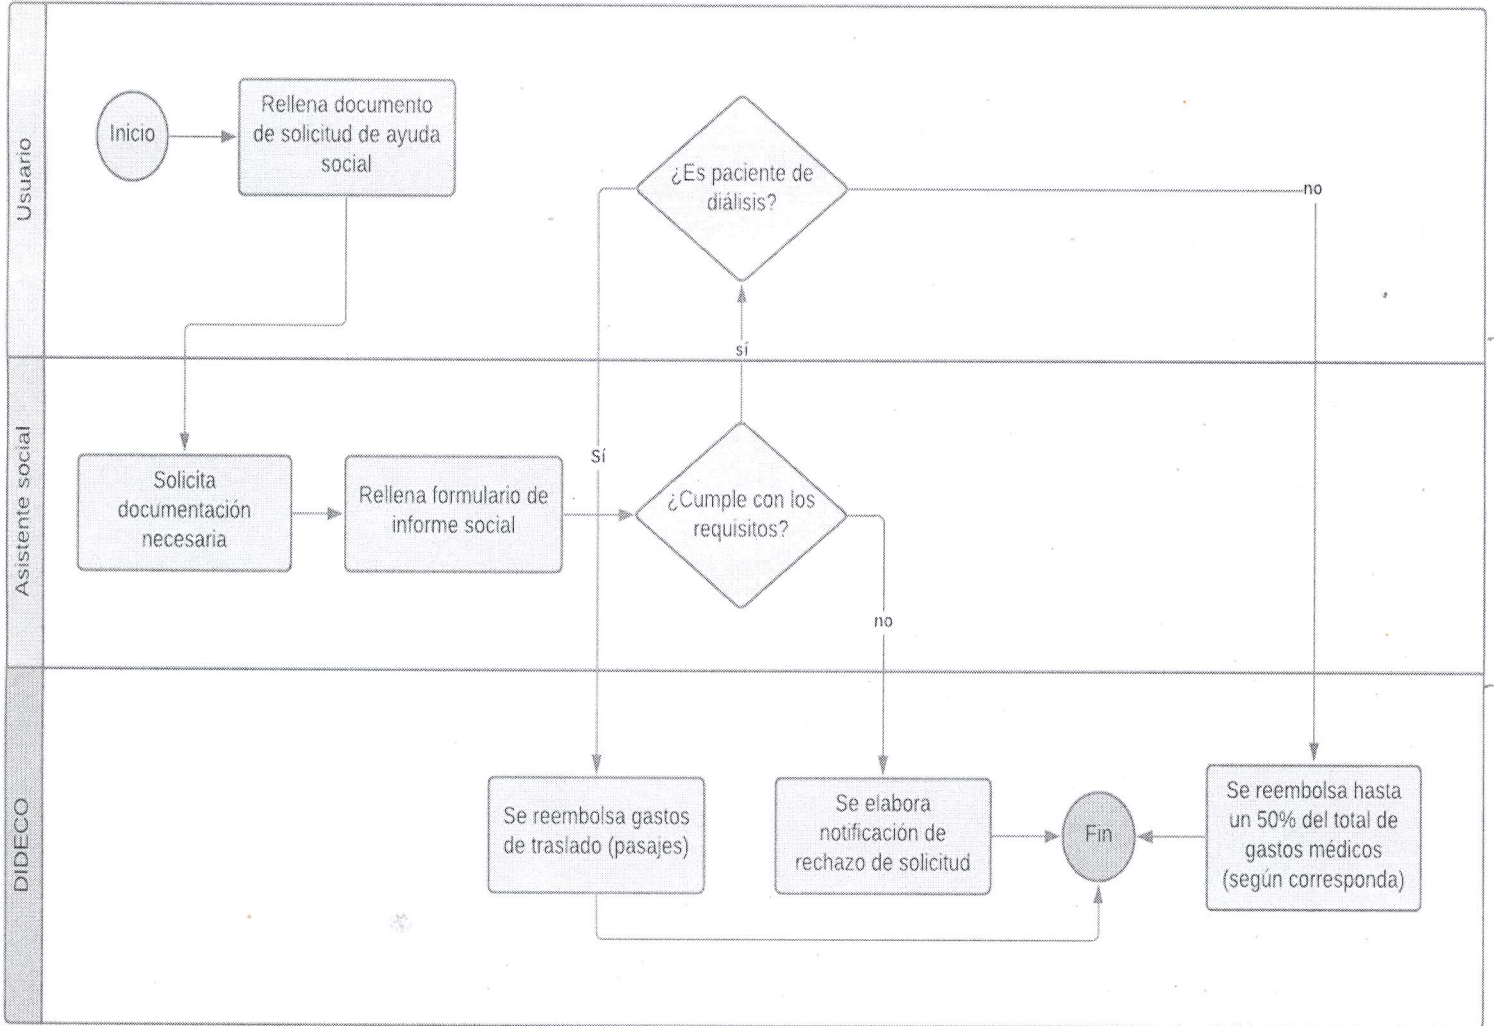 Usuario
Inicio
Rellena documento
de solicitud de ayuda
social
¿Es paciente de
diálisis?
no
sí
Asistente social
Solicita
documentación
necesaria
Rellena formulario de
informe social
Sí
¿Cumple con los
requisitos?
no
DIDECO
Se reembolsa gastos
de traslado (pasajes)
Se elabora
notificación de
rechazo de solicitud
Fin
Se reembolsa hasta
un 50% del total de
gastos médicos
(según corresponda)